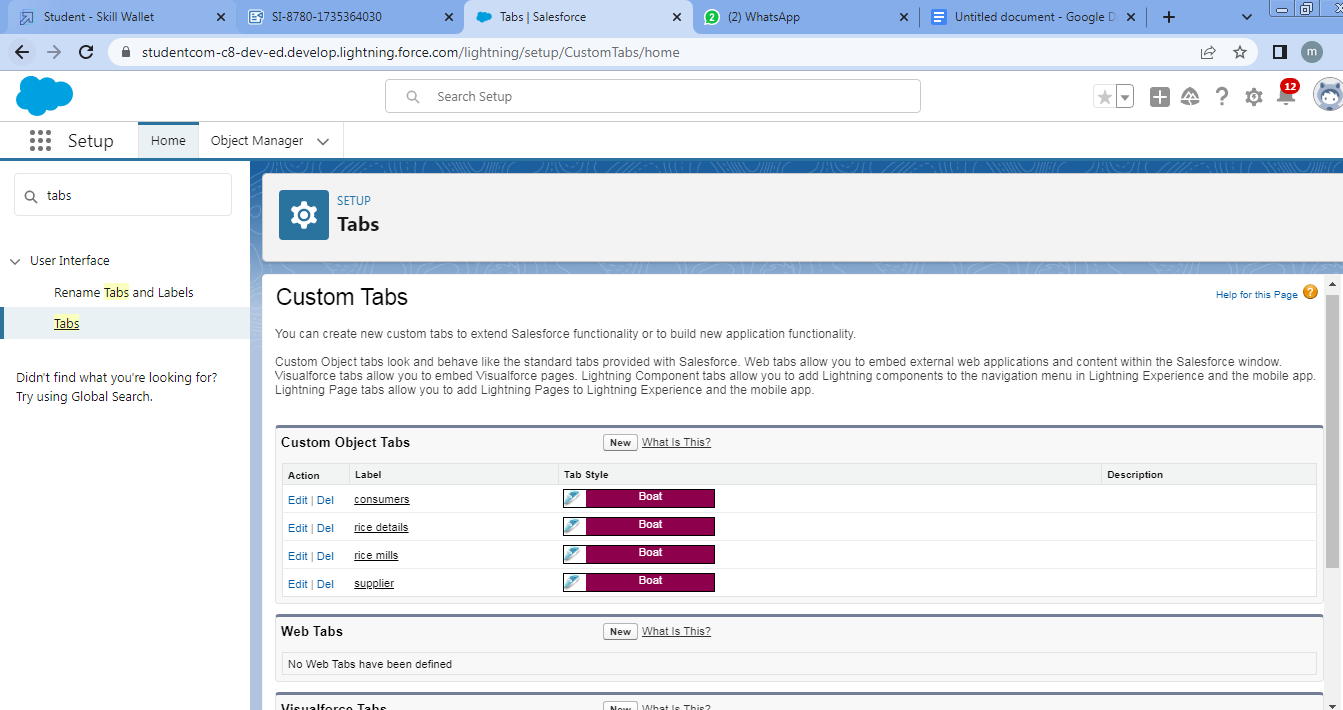 Student - Skill Wallet
SI-8780-1735364030
Tabs | Salesforce
2 (2) WhatsApp
Untitled document - Google D
studentcom-c8-dev-ed.develop.lightning.force.com/lightning/setup/CustomTabs/home
m
Search Setup
12
Setup
Home
Object Manager
tabs
User Interface
Rename Tabs and Labels
Tabs
Didn't find what you're looking for?
Try using Global Search.
SETUP
Tabs
Custom Tabs
Help for this Page ?
You can create new custom tabs to extend Salesforce functionality or to build new application functionality.
Custom Object tabs look and behave like the standard tabs provided with Salesforce. Web tabs allow you to embed external web applications and content within the Salesforce window.
Visualforce tabs allow you to embed Visualforce pages. Lightning Component tabs allow you to add Lightning components to the navigation menu in Lightning Experience and the mobile app.
Lightning Page tabs allow you to add Lightning Pages to Lightning Experience and the mobile app.
Custom Object Tabs New What Is This?
Action Label Tab Style Description
Edit | Del consumers Boat
Edit | Del rice details Boat
Edit | Del rice mills Boat
Edit | Del supplier Boat
Web Tabs New What Is This?
No Web Tabs have been defined
Visualforce Tabs New What Is This?